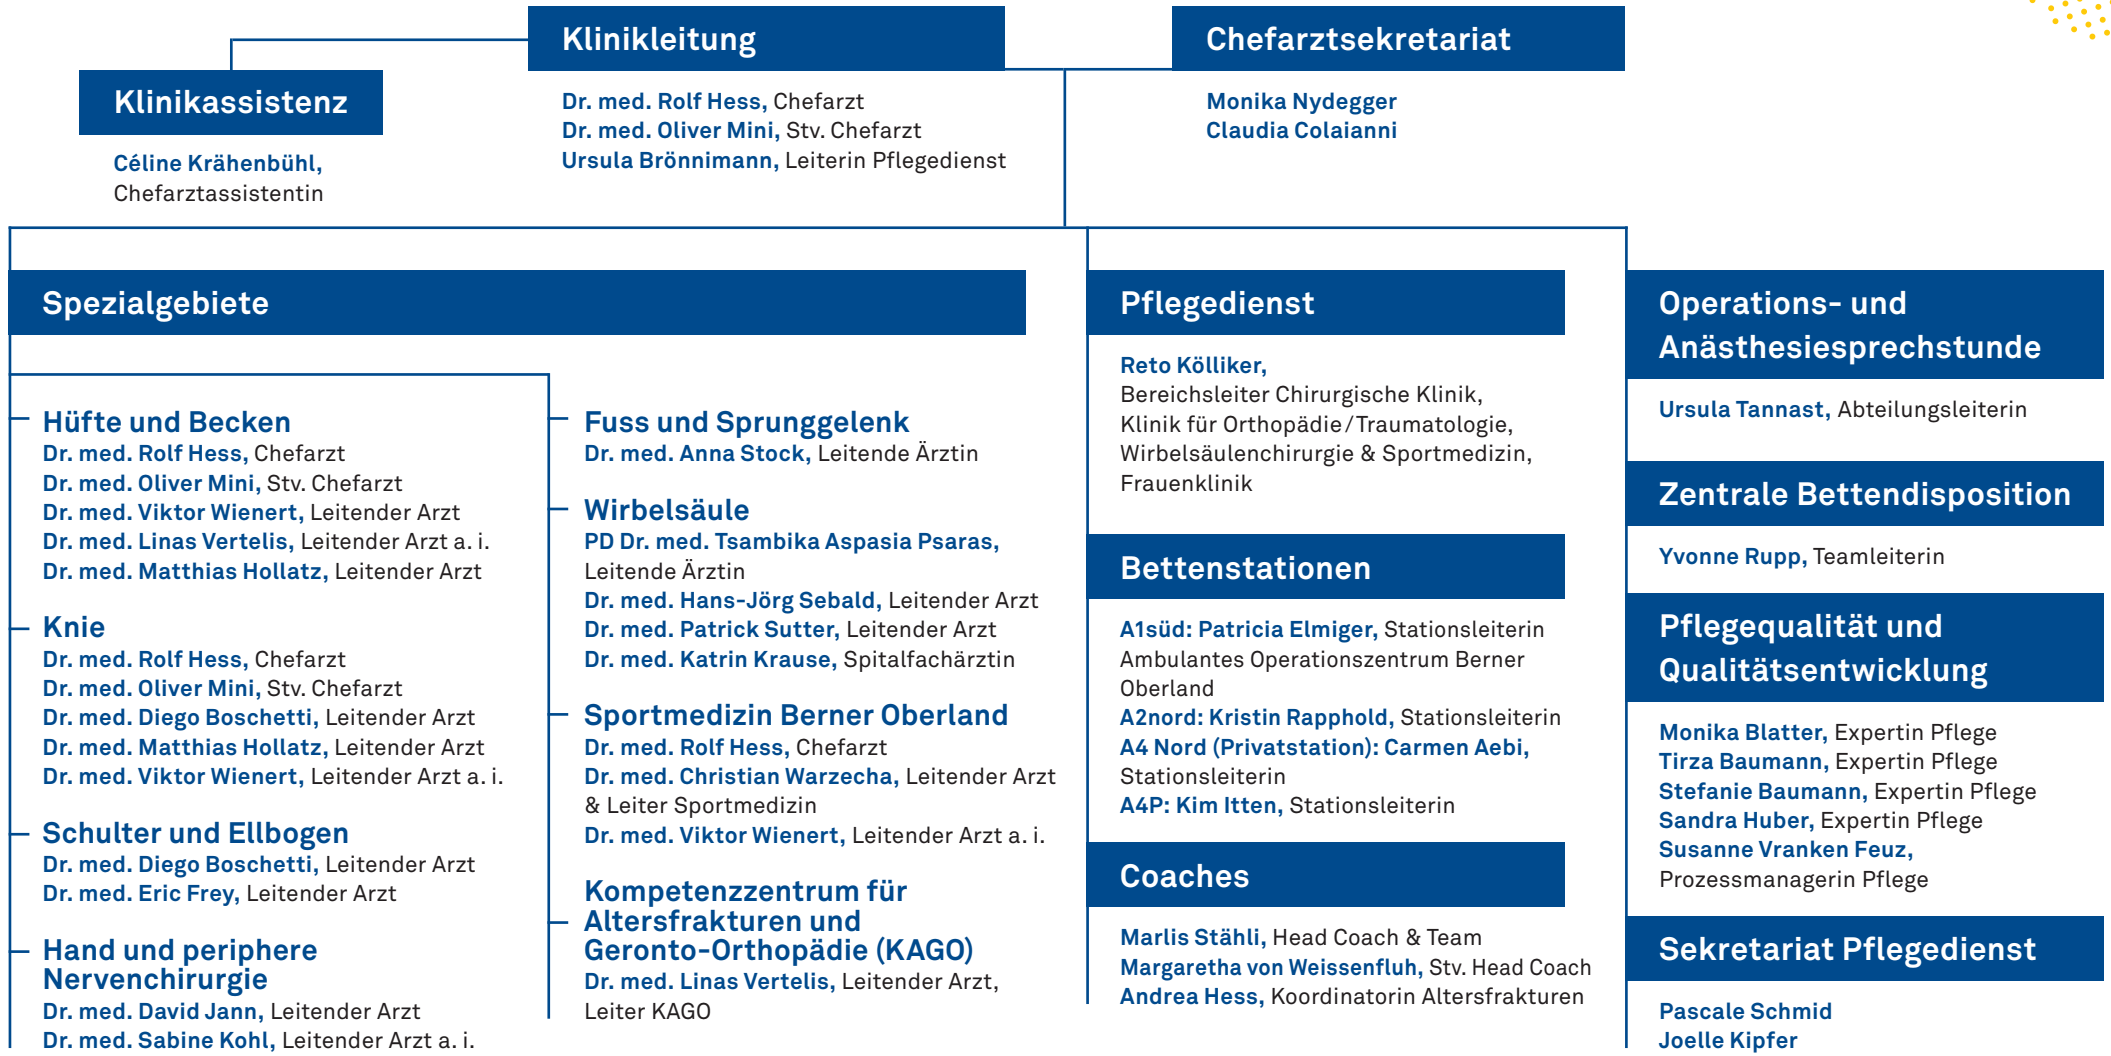 Klinikleitung
Dr. med. Rolf Hess, Chefarzt
Dr. med. Oliver Mini, Stv. Chefarzt
Ursula Brönnimann, Leiterin Pflegedienst
Chefarztsekretariat
Monika Nydegger
Claudia Colaianni
Klinikassistenz
Céline Krähenbühl,
Chefarztassistentin
Spezialgebiete
Hüfte und Becken
Dr. med. Rolf Hess, Chefarzt
Dr. med. Oliver Mini, Stv. Chefarzt
Dr. med. Viktor Wienert, Leitender Arzt
Dr. med. Linas Vertelis, Leitender Arzt a. i.
Dr. med. Matthias Hollatz, Leitender Arzt
Knie
Dr. med. Rolf Hess, Chefarzt
Dr. med. Oliver Mini, Stv. Chefarzt
Dr. med. Diego Boschetti, Leitender Arzt
Dr. med. Matthias Hollatz, Leitender Arzt
Dr. med. Viktor Wienert, Leitender Arzt a. i.
Schulter und Ellbogen
Dr. med. Diego Boschetti, Leitender Arzt
Dr. med. Eric Frey, Leitender Arzt
Hand und periphere
Nervenchirurgie
Dr. med. David Jann, Leitender Arzt
Dr. med. Sabine Kohl, Leitender Arzt a. i.
Fuss und Sprunggelenk
Dr. med. Anna Stock, Leitende Ärztin
Wirbelsäule
PD Dr. med. Tsambika Aspasia Psaras,
Leitende Ärztin
Dr. med. Hans-Jörg Sebald, Leitender Arzt
Dr. med. Patrick Sutter, Leitender Arzt
Dr. med. Katrin Krause, Spitalfachärztin
Sportmedizin Berner Oberland
Dr. med. Rolf Hess, Chefarzt
Dr. med. Christian Warzecha, Leitender Arzt
& Leiter Sportmedizin
Dr. med. Viktor Wienert, Leitender Arzt a. i.
Kompetenzzentrum für
Altersfrakturen und
Geronto-Orthopädie (KAGO)
Dr. med. Linas Vertelis, Leitender Arzt,
Leiter KAGO
Pflegedienst
Reto Kölliker,
Bereichsleiter Chirurgische Klinik,
Klinik für Orthopädie/Traumatologie,
Wirbelsäulenchirurgie & Sportmedizin,
Frauenklinik
Bettenstationen
A1süd: Patricia Elmiger, Stationsleiterin
Ambulantes Operationszentrum Berner
Oberland
A2nord: Kristin Rapphold, Stationsleiterin
A4 Nord (Privatstation): Carmen Aebi,
Stationsleiterin
A4P: Kim Itten, Stationsleiterin
Coaches
Marlis Stähli, Head Coach & Team
Margaretha von Weissenfluh, Stv. Head Coach
Andrea Hess, Koordinatorin Altersfrakturen
Operations- und
Anästhesiesprechstunde
Ursula Tannast, Abteilungsleiterin
Zentrale Bettendisposition
Yvonne Rupp, Teamleiterin
Pflegequalität und
Qualitätsentwicklung
Monika Blatter, Expertin Pflege
Tirza Baumann, Expertin Pflege
Stefanie Baumann, Expertin Pflege
Sandra Huber, Expertin Pflege
Susanne Vranken Feuz,
Prozessmanagerin Pflege
Sekretariat Pflegedienst
Pascale Schmid
Joelle Kipfer